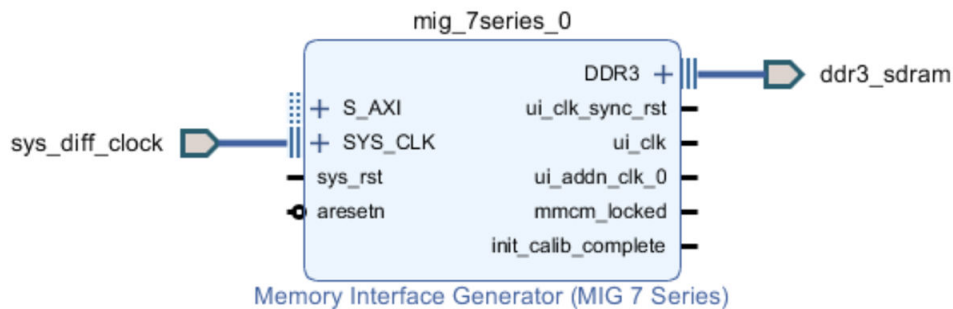 mig_7series_0
DDR3
ddr3_sdram
S_AXI
ui_clk_sync_rst
sys_diff_clock
SYS_CLK
ui_clk
sys_rst
ui_addn_clk_0
aresetn
mmcm_locked
init_calib_complete
Memory Interface Generator (MIG 7 Series)